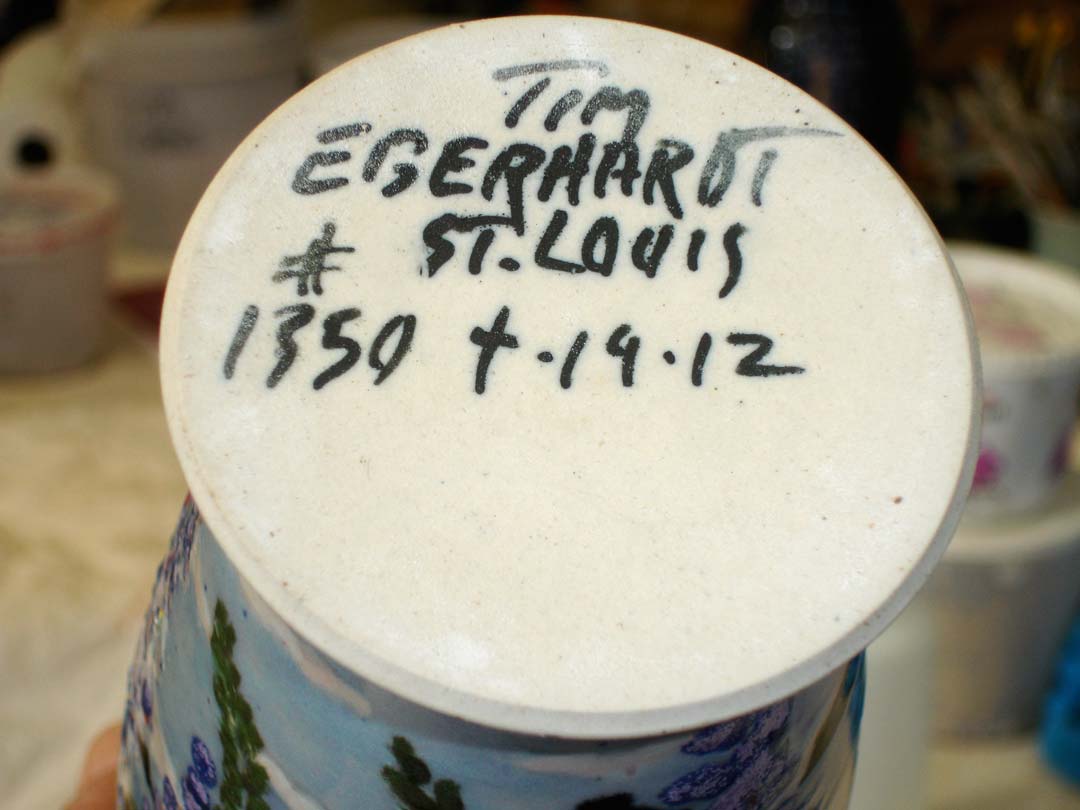 TIM
EBERHARDT
# ST. LOUIS
1350 4.19.12